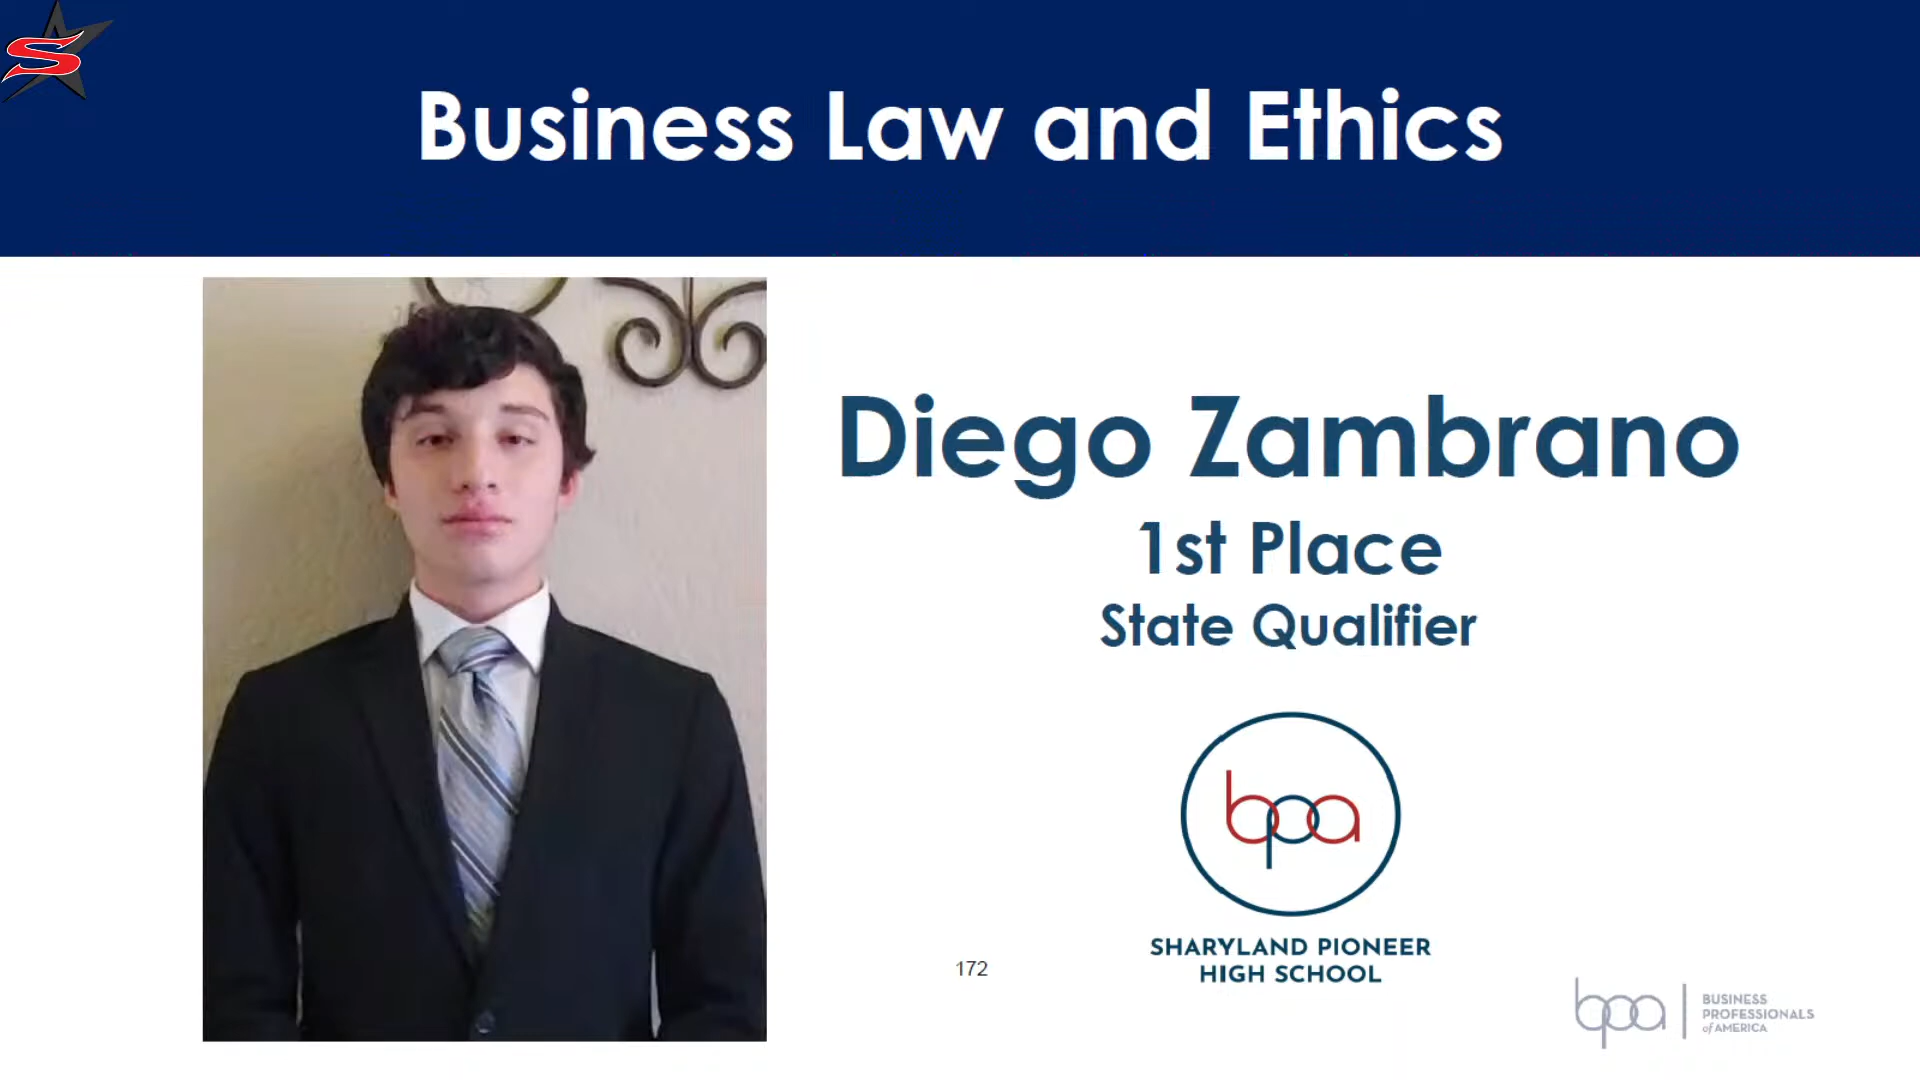 S
Business Law and Ethics
Diego Zambrano
1st Place
State Qualifier
bpa
SHARYLAND PIONEER
HIGH SCHOOL
172
bpa
BUSINESS
PROFESSIONALS
of AMERICA